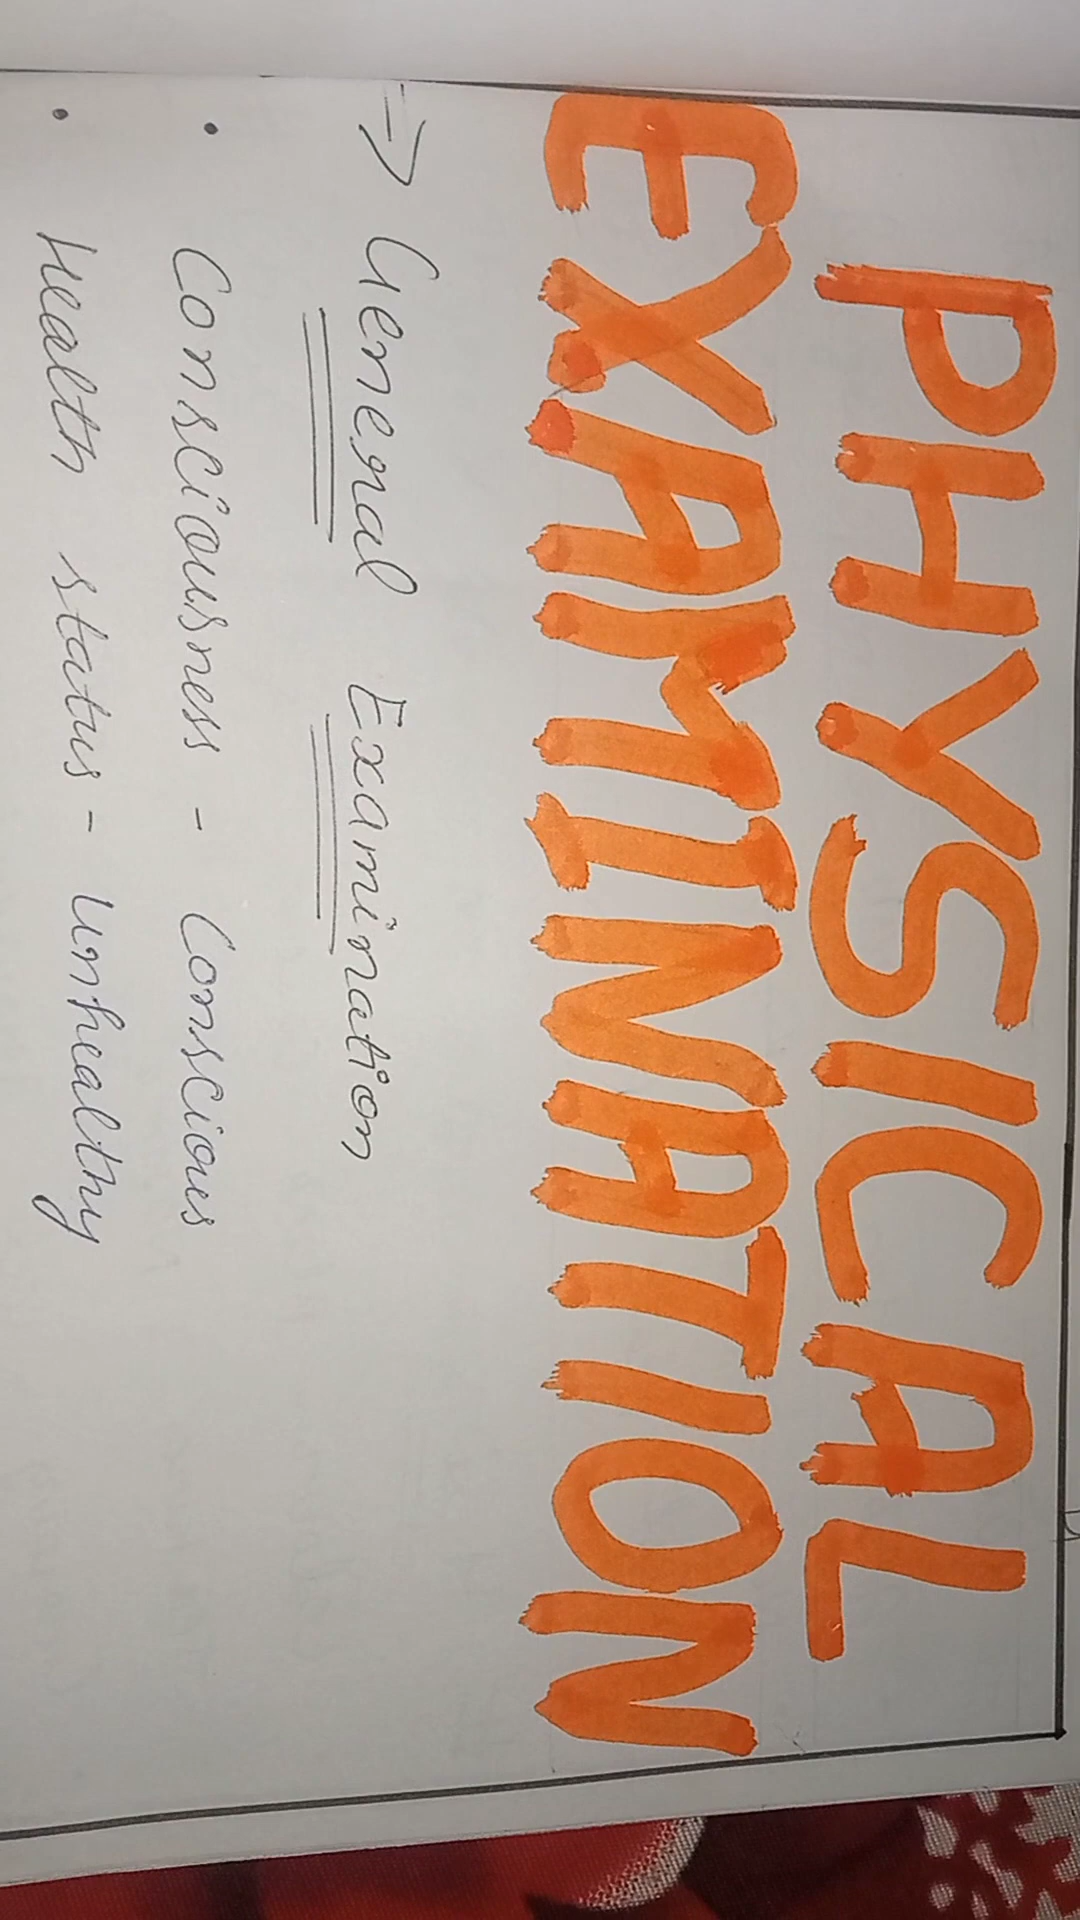 PHYSICAL
EXAMINATION
→ General Examination
• Consciousness - Conscious
• Health status - Unhealthy